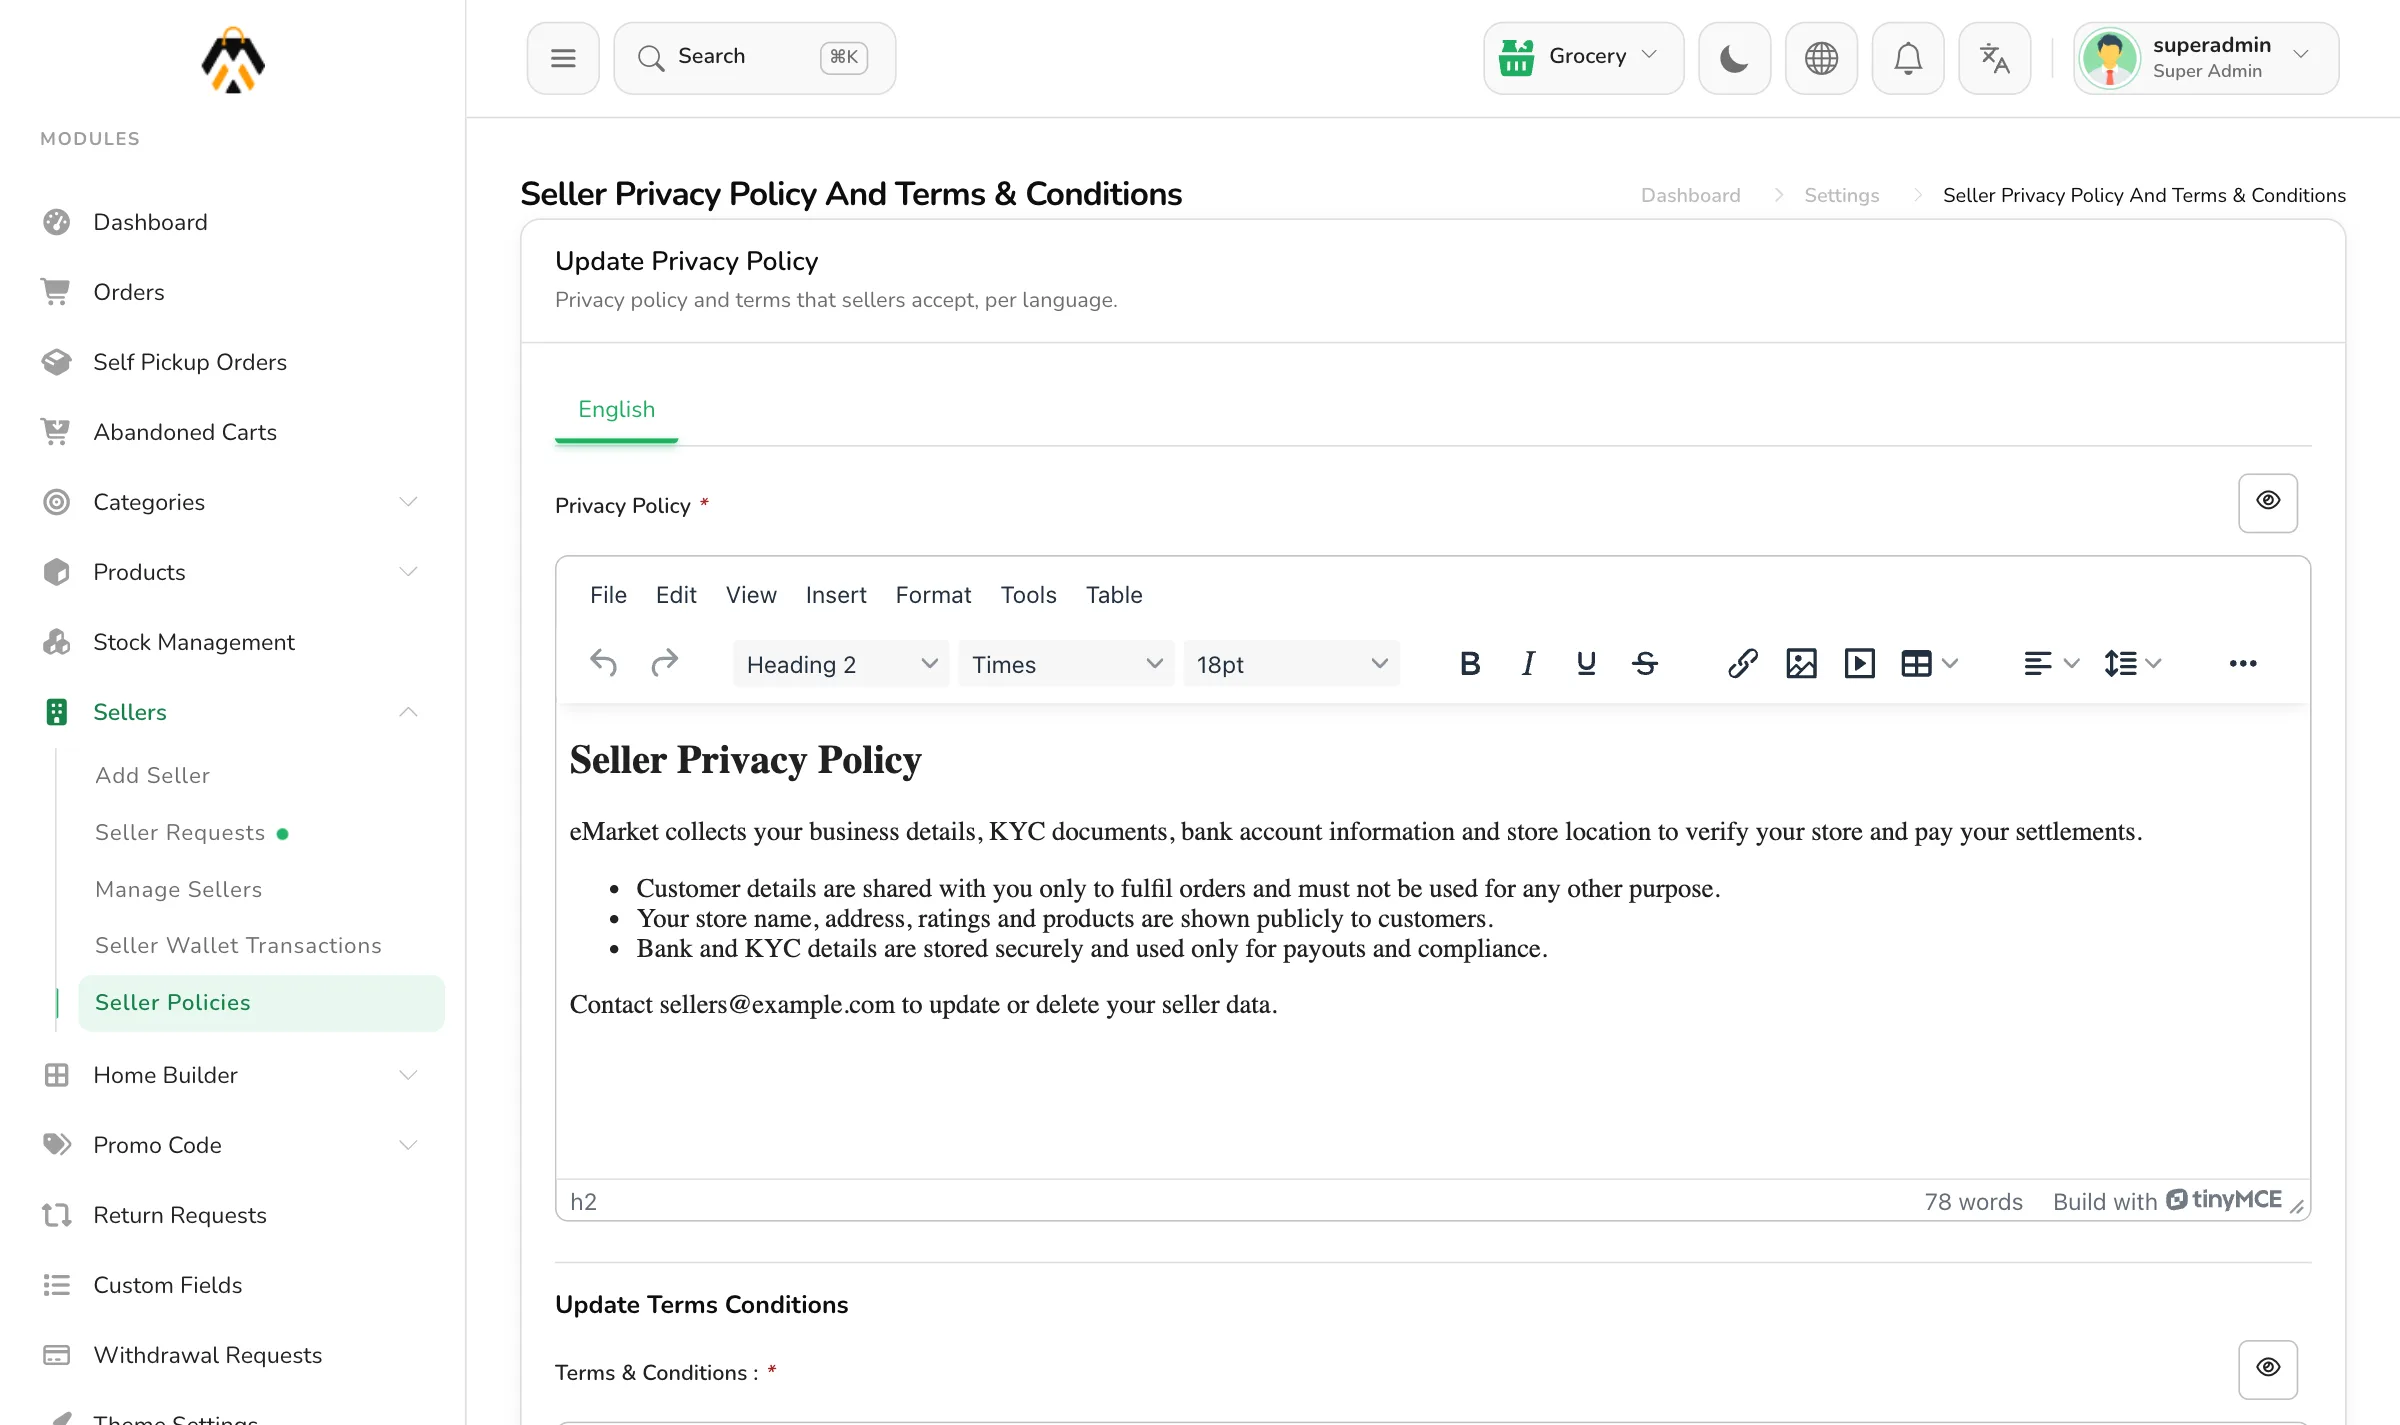 MODULES
Dashboard
Orders
Self Pickup Orders
Abandoned Carts
Categories
Products
Stock Management
Sellers
Add Seller
Seller Requests
Manage Sellers
Seller Wallet Transactions
Seller Policies
Home Builder
Promo Code
Return Requests
Custom Fields
Withdrawal Requests
Theme Settings
Search ⌘K
Grocery
superadmin
Super Admin
Seller Privacy Policy And Terms & Conditions
Dashboard > Settings > Seller Privacy Policy And Terms & Conditions
Update Privacy Policy
Privacy policy and terms that sellers accept, per language.
English
Privacy Policy *
File Edit View Insert Format Tools Table
Heading 2 Times 18pt B I U S
Seller Privacy Policy
eMarket collects your business details, KYC documents, bank account information and store location to verify your store and pay your settlements.
• Customer details are shared with you only to fulfil orders and must not be used for any other purpose.
• Your store name, address, ratings and products are shown publicly to customers.
• Bank and KYC details are stored securely and used only for payouts and compliance.
Contact sellers@example.com to update or delete your seller data.
h2 78 words Build with tinyMCE
Update Terms Conditions
Terms & Conditions : *